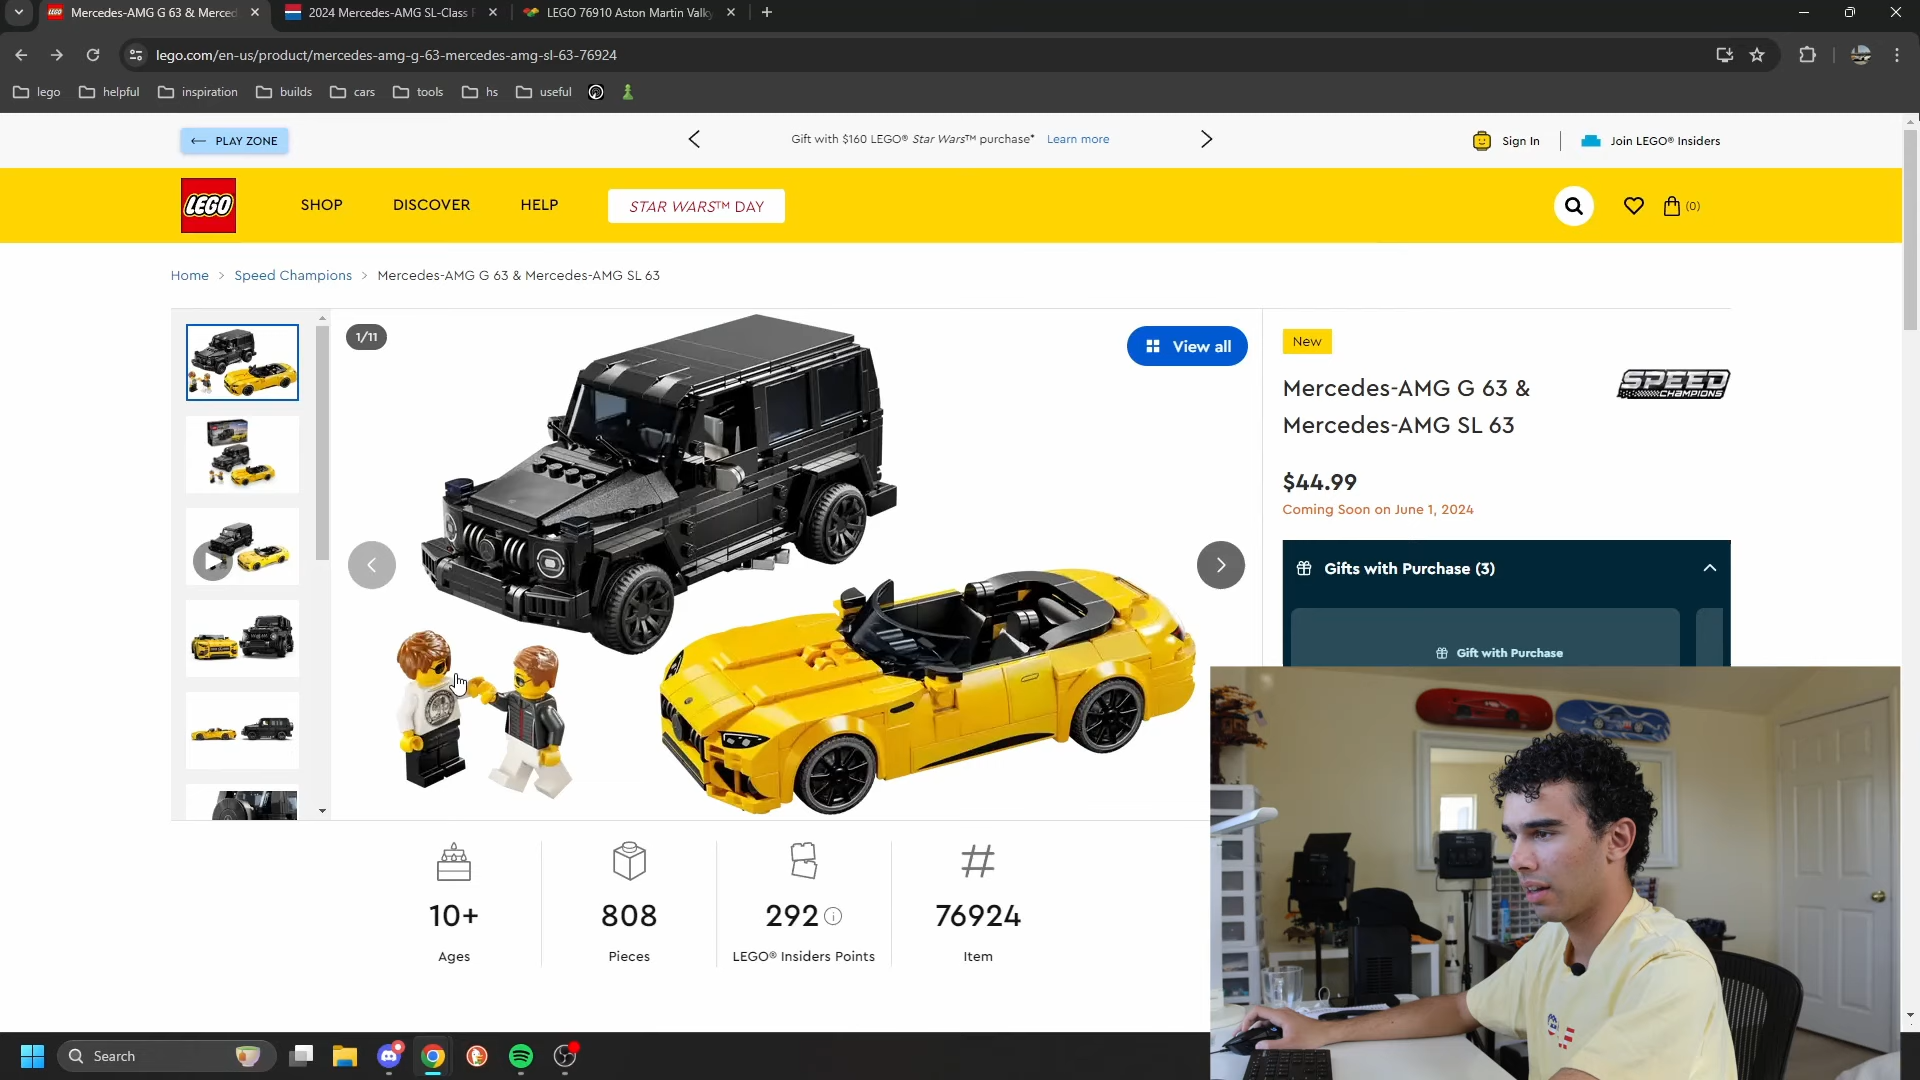 Mercedes-AMG G 63 & Merced
2024 Mercedes-AMG SL-Class
LEGO 76910 Aston Martin Valky
lego.com/en-us/product/mercedes-amg-g-63-mercedes-amg-sl-63-76924
lego
helpful
inspiration
builds
cars
tools
hs
useful
PLAY ZONE
Gift with $160 LEGO® Star Wars™ purchase* Learn more
Sign In
Join LEGO® Insiders
LEGO
SHOP
DISCOVER
HELP
STAR WARS™ DAY
(0)
Home > Speed Champions > Mercedes-AMG G 63 & Mercedes-AMG SL 63
1/11
View all
New
Mercedes-AMG G 63 &
Mercedes-AMG SL 63
SPEED
CHAMPIONS
$44.99
Coming Soon on June 1, 2024
Gifts with Purchase (3)
Gift with Purchase
10+
Ages
808
Pieces
292
LEGO® Insiders Points
#
76924
Item
Search